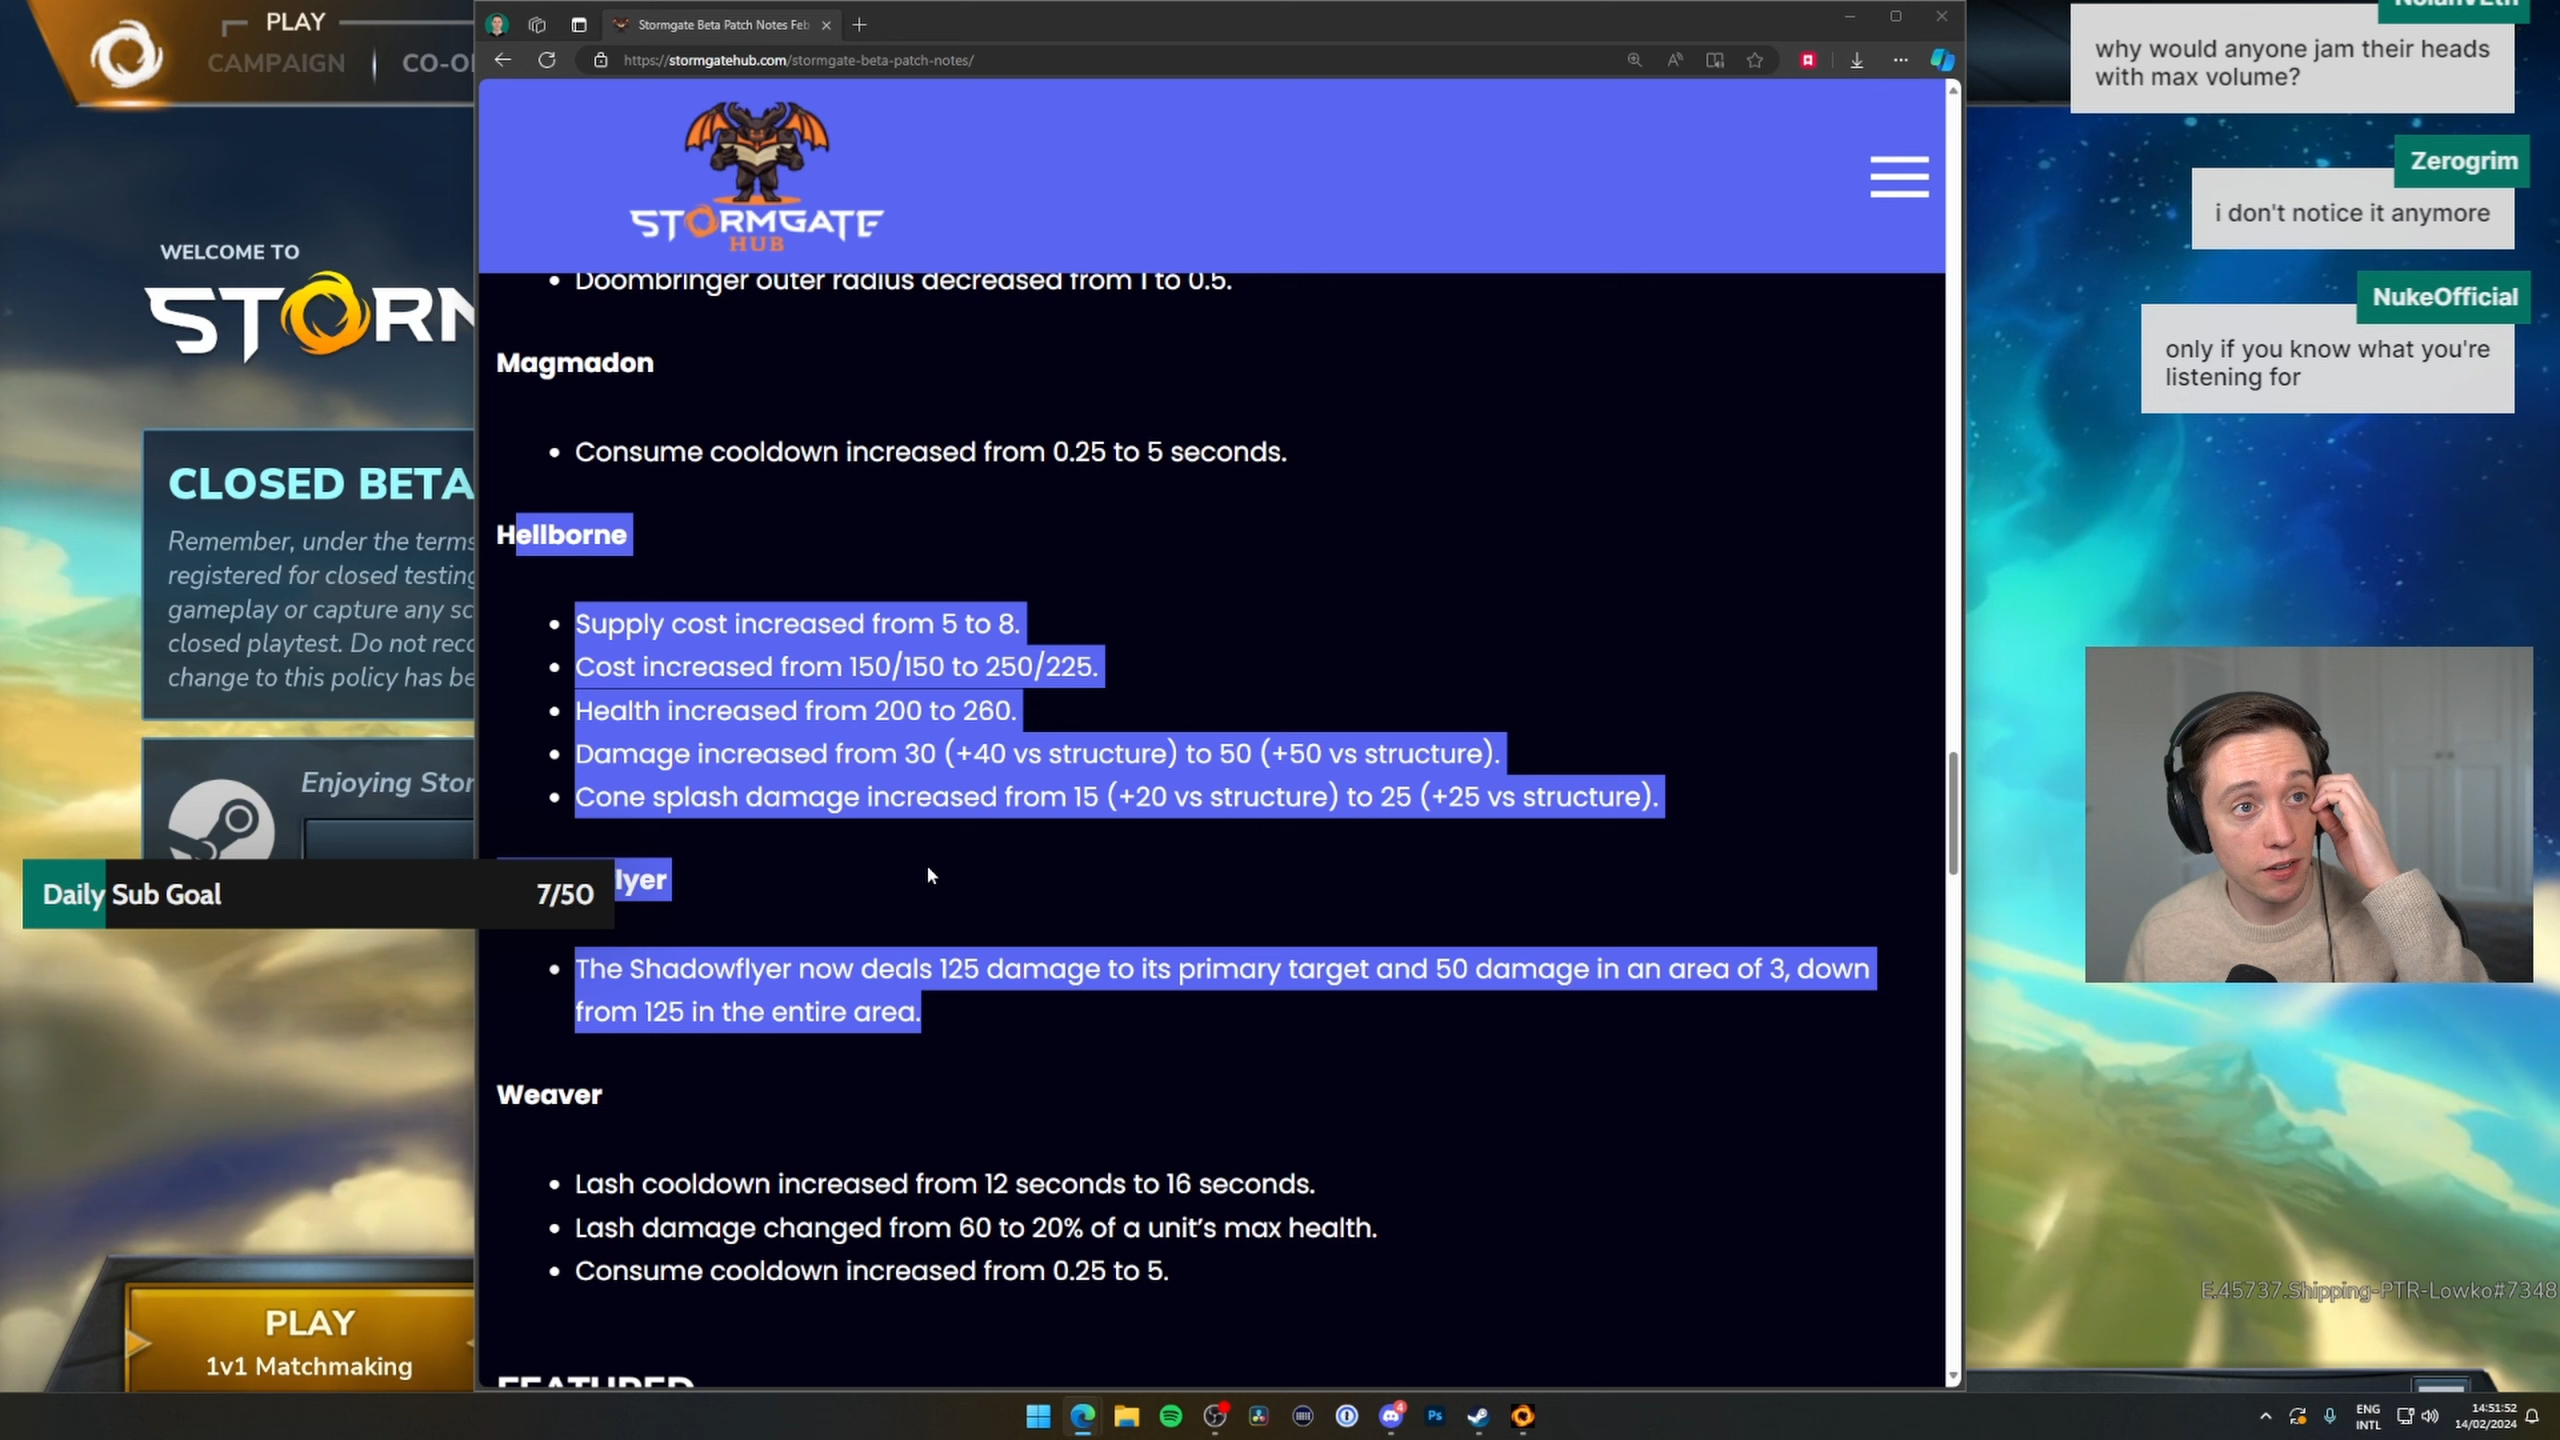 PLAY
CAMPAIGN
WELCOME TO
CLOSED BETA
Remember, under the terms
registered for closed testing
gameplay or capture any sc
closed playtest. Do not reco
change to this policy has be
Enjoying Stor
Daily Sub Goal 7/50
PLAY
1v1 Matchmaking
Stormgate Beta Patch Notes Feb
https://stormgatehub.com/stormgate-beta-patch-notes/
STORMGATE
HUB
Doombringer outer radius decreased from 1 to 0.5.
Magmadon
Consume cooldown increased from 0.25 to 5 seconds.
Hellborne
Supply cost increased from 5 to 8.
Cost increased from 150/150 to 250/225.
Health increased from 200 to 260.
Damage increased from 30 (+40 vs structure) to 50 (+50 vs structure).
Cone splash damage increased from 15 (+20 vs structure) to 25 (+25 vs structure).
lyer
The Shadowflyer now deals 125 damage to its primary target and 50 damage in an area of 3, down
from 125 in the entire area.
Weaver
Lash cooldown increased from 12 seconds to 16 seconds.
Lash damage changed from 60 to 20% of a unit's max health.
Consume cooldown increased from 0.25 to 5.
FEATURED
why would anyone jam their heads
with max volume?
Zerogrim
i don't notice it anymore
NukeOfficial
only if you know what you're
listening for
E.45737.Shipping-PTR-Lowko#7348
Ps
4
ENG
INTL
14:51:52
14/02/2024